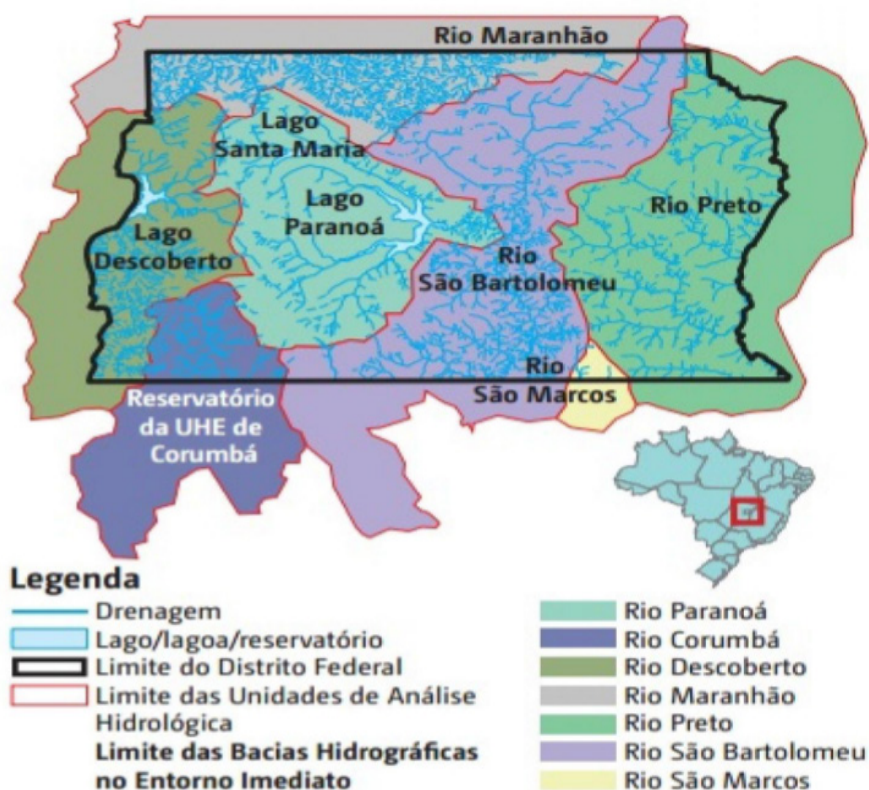 Rio Maranhão
Lago
Santa Maria
Lago
Paranoá
Lago
Descoberto
Rio Preto
Rio
São Bartolomeu
Rio
São Marcos
Reservatório
da UHE de
Corumbá
Legenda
Drenagem
Lago/lagoa/reservatório
Limite do Distrito Federal
Limite das Unidades de Análise
Hidrológica
Limite das Bacias Hidrográficas
no Entorno Imediato
Rio Paranoá
Rio Corumbá
Rio Descoberto
Rio Maranhão
Rio Preto
Rio São Bartolomeu
Rio São Marcos